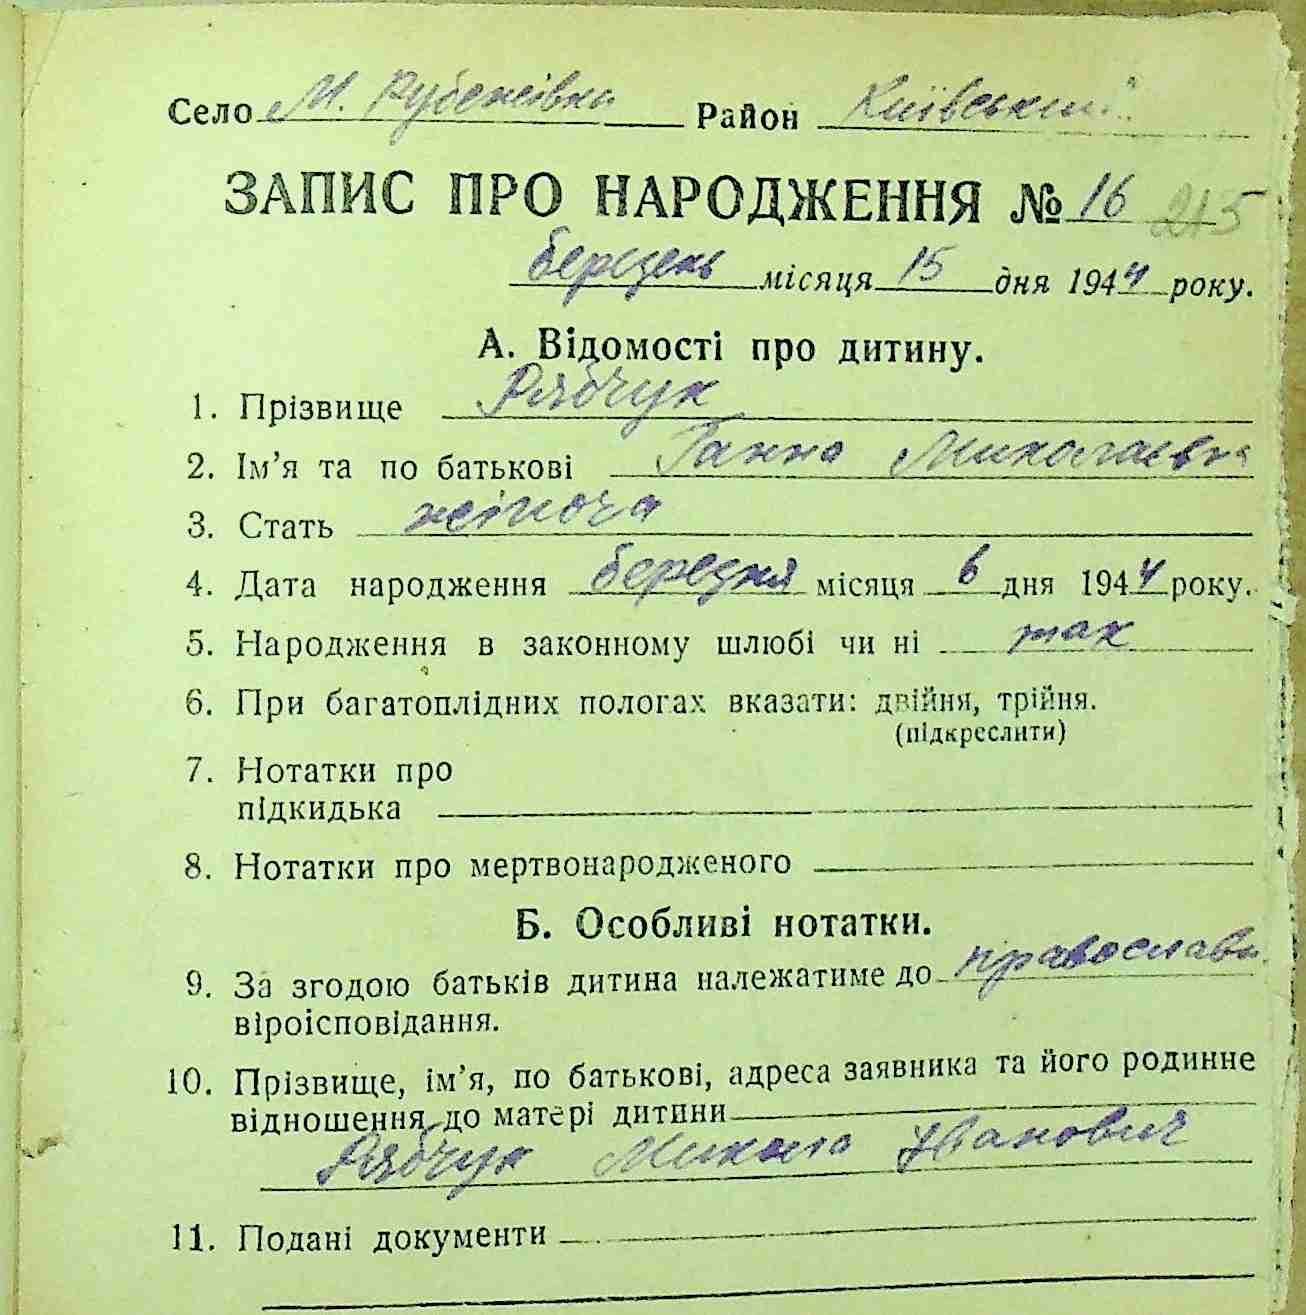 Село М. Рубежівка Район Київський
ЗАПИС ПРО НАРОДЖЕННЯ № 16 215
березень місяця 15 дня 1944 року.
А. Відомості про дитину.
1. Прізвище Рябчук
2. Ім'я та по батькові Ганна Миколаєвна
3. Стать жіноча
4. Дата народження березня місяця 6 дня 1944 року.
5. Народження в законному шлюбі чи ні так
6. При багатоплідних пологах вказати: двійня, трійня.
(підкреслити)
7. Нотатки про
підкидька
8. Нотатки про мертвонародженого
Б. Особливі нотатки.
9. За згодою батьків дитина належатиме до православн.
віроісповідання.
10. Прізвище, ім'я, по батькові, адреса заявника та його родинне
відношення до матері дитини
Рябчук Микола Іванович
11. Подані документи